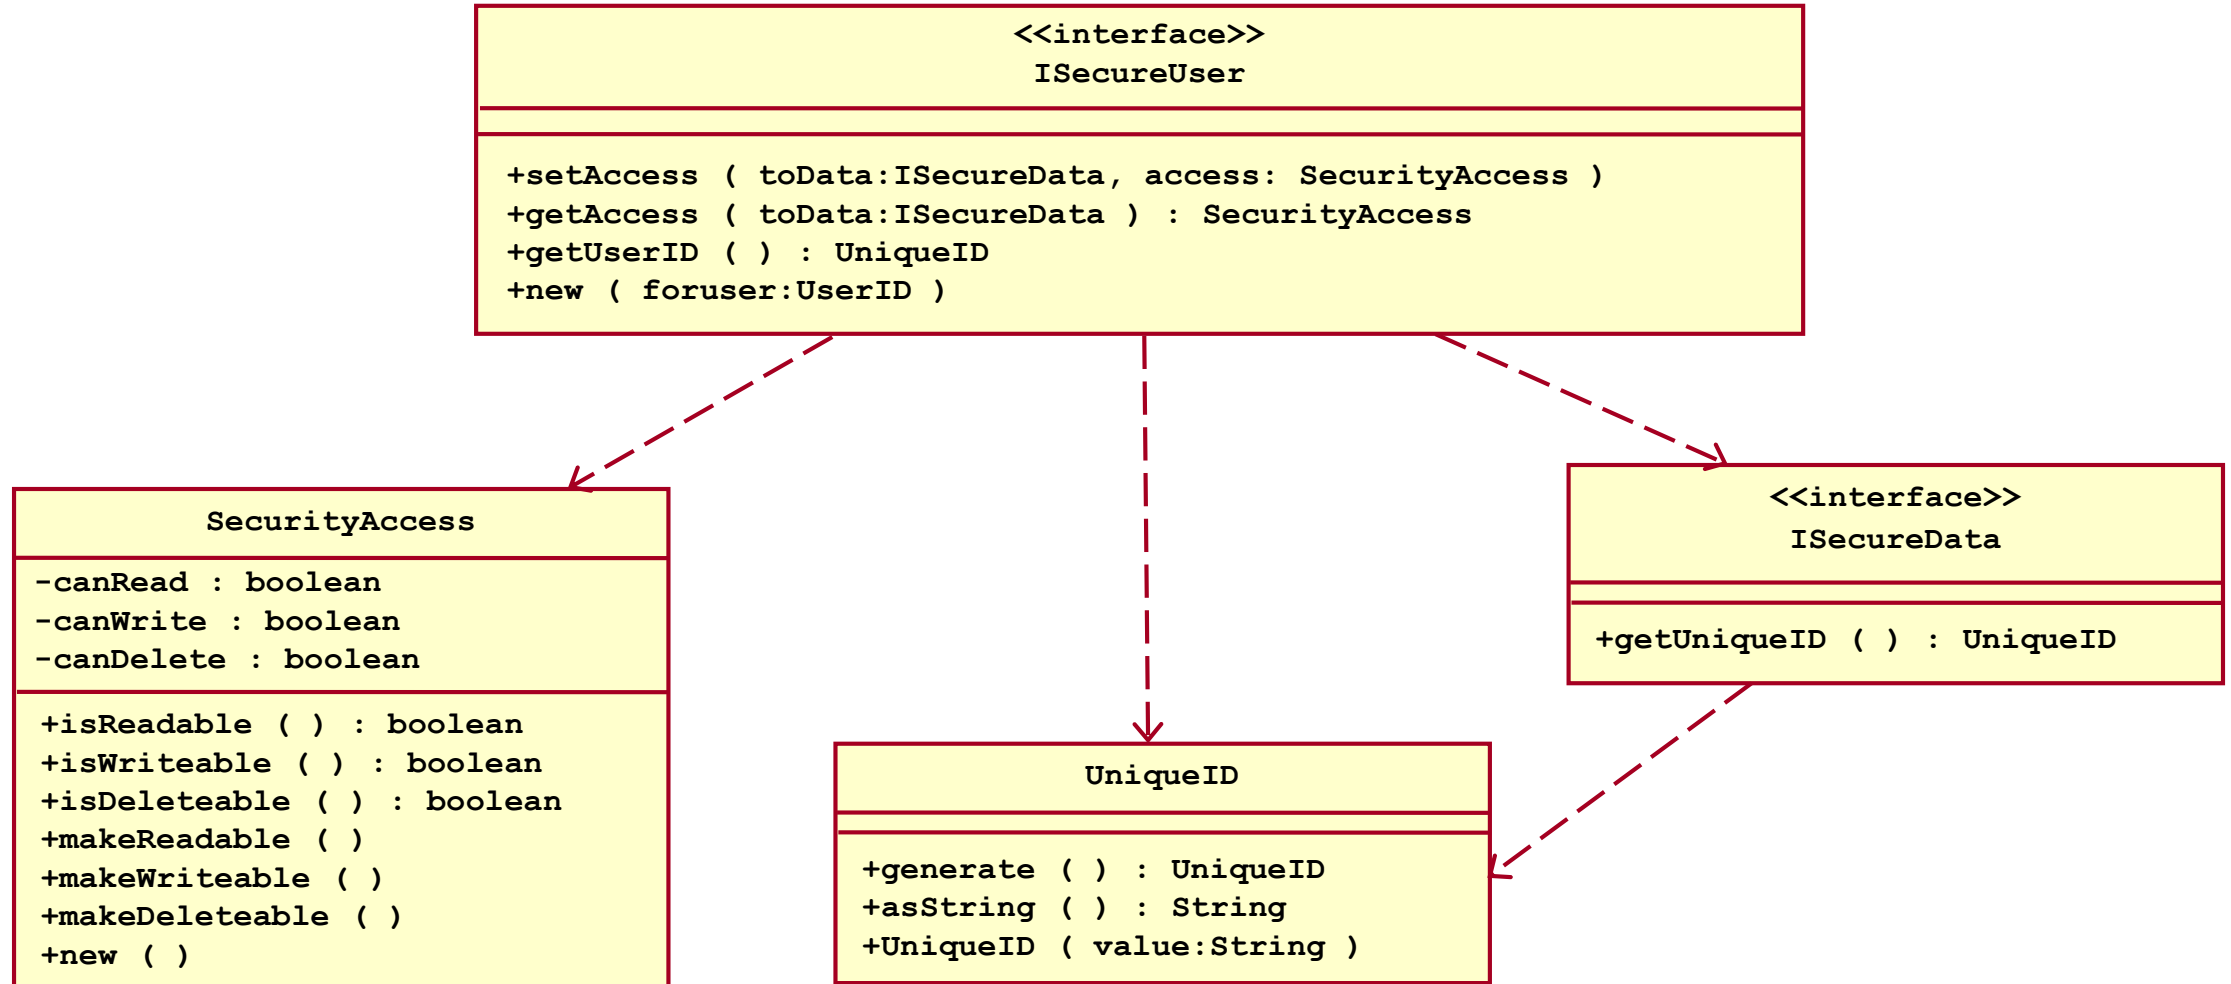 <<interface>>
ISecureUser
+setAccess ( toData:ISecureData, access: SecurityAccess )
+getAccess ( toData:ISecureData ) : SecurityAccess
+getUserID ( ) : UniqueID
+new ( foruser:UserID )
SecurityAccess
-canRead : boolean
-canWrite : boolean
-canDelete : boolean
+isReadable ( ) : boolean
+isWriteable ( ) : boolean
+isDeleteable ( ) : boolean
+makeReadable ( )
+makeWriteable ( )
+makeDeleteable ( )
+new ( )
UniqueID
+generate ( ) : UniqueID
+asString ( ) : String
+UniqueID ( value:String )
<<interface>>
ISecureData
+getUniqueID ( ) : UniqueID